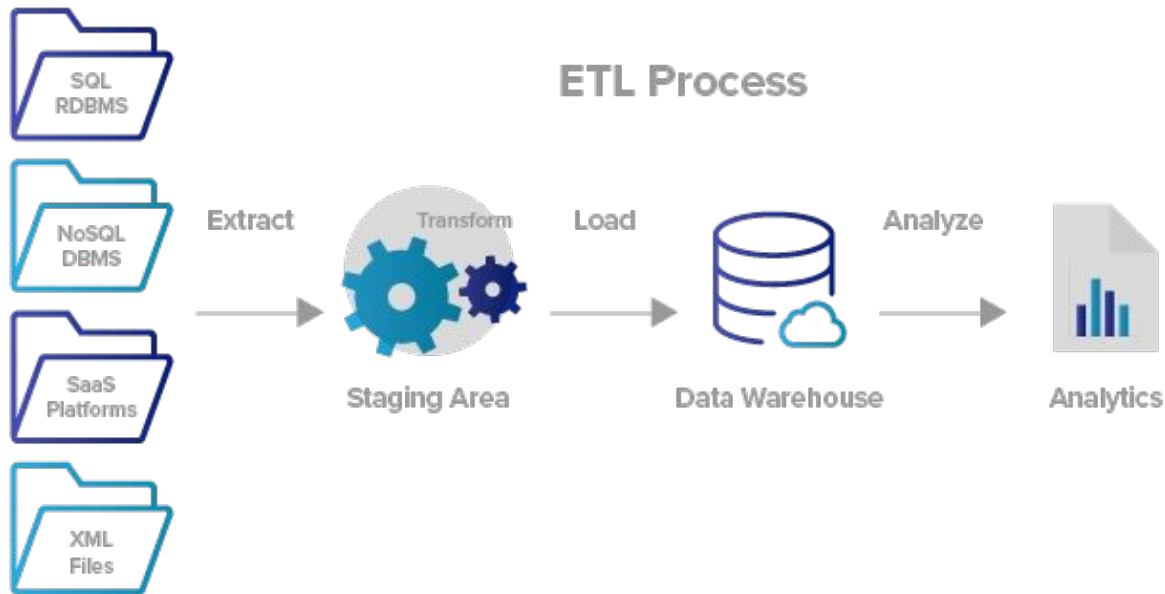 ETL Process
SQL
RDBMS
NoSQL
DBMS
SaaS
Platforms
XML
Files
Extract
Transform
Staging Area
Load
Data Warehouse
Analyze
Analytics